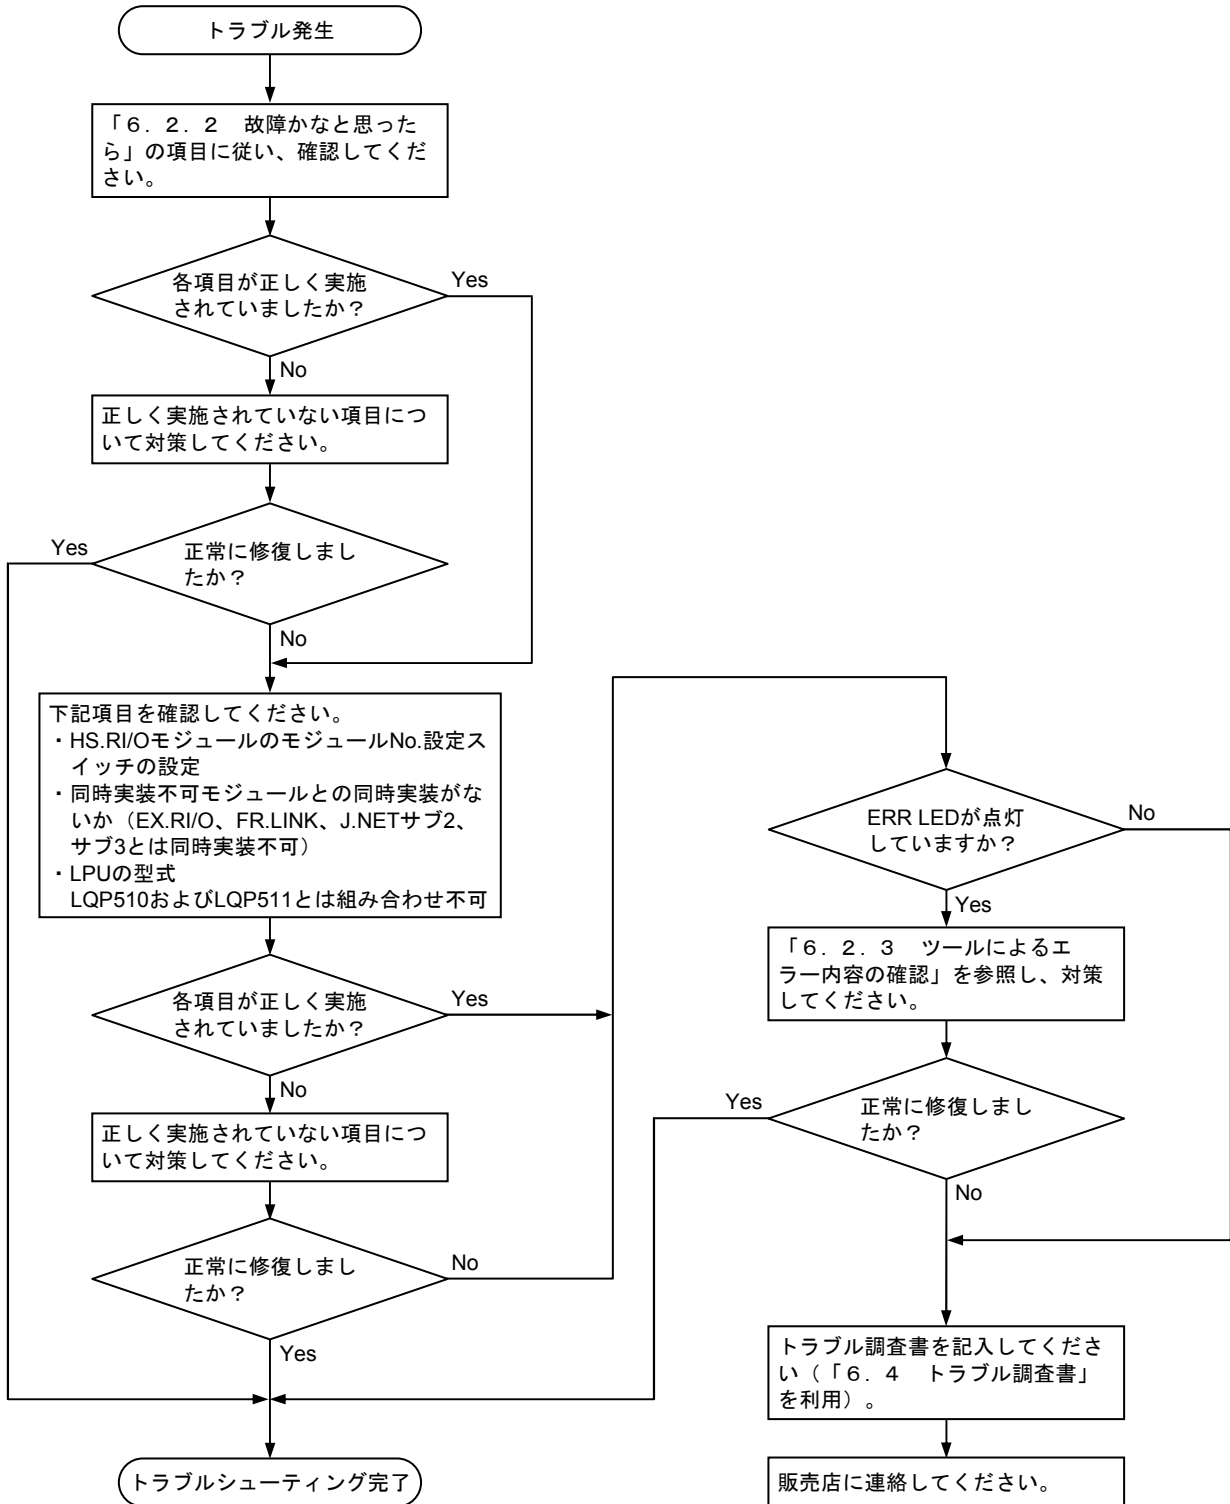 トラブル発生
「６．２．２　故障かなと思った
ら」の項目に従い、確認してくだ
さい。
各項目が正しく実施
されていましたか？
Yes
No
正しく実施されていない項目につ
いて対策してください。
正常に修復しまし
たか？
Yes
No
下記項目を確認してください。
・HS.RI/OモジュールのモジュールNo.設定ス
イッチの設定
・同時実装不可モジュールとの同時実装がな
いか（EX.RI/O、FR.LINK、J.NETサブ2、
サブ3とは同時実装不可）
・LPUの型式
LQP510およびLQP511とは組み合わせ不可
各項目が正しく実施
されていましたか？
Yes
No
正しく実施されていない項目につ
いて対策してください。
正常に修復しまし
たか？
No
Yes
トラブルシューティング完了
ERR LEDが点灯
していますか？
No
Yes
「６．２．３　ツールによるエ
ラー内容の確認」を参照し、対策
してください。
正常に修復しまし
たか？
Yes
No
トラブル調査書を記入してくださ
い（「６．４　トラブル調査書」
を利用）。
販売店に連絡してください。